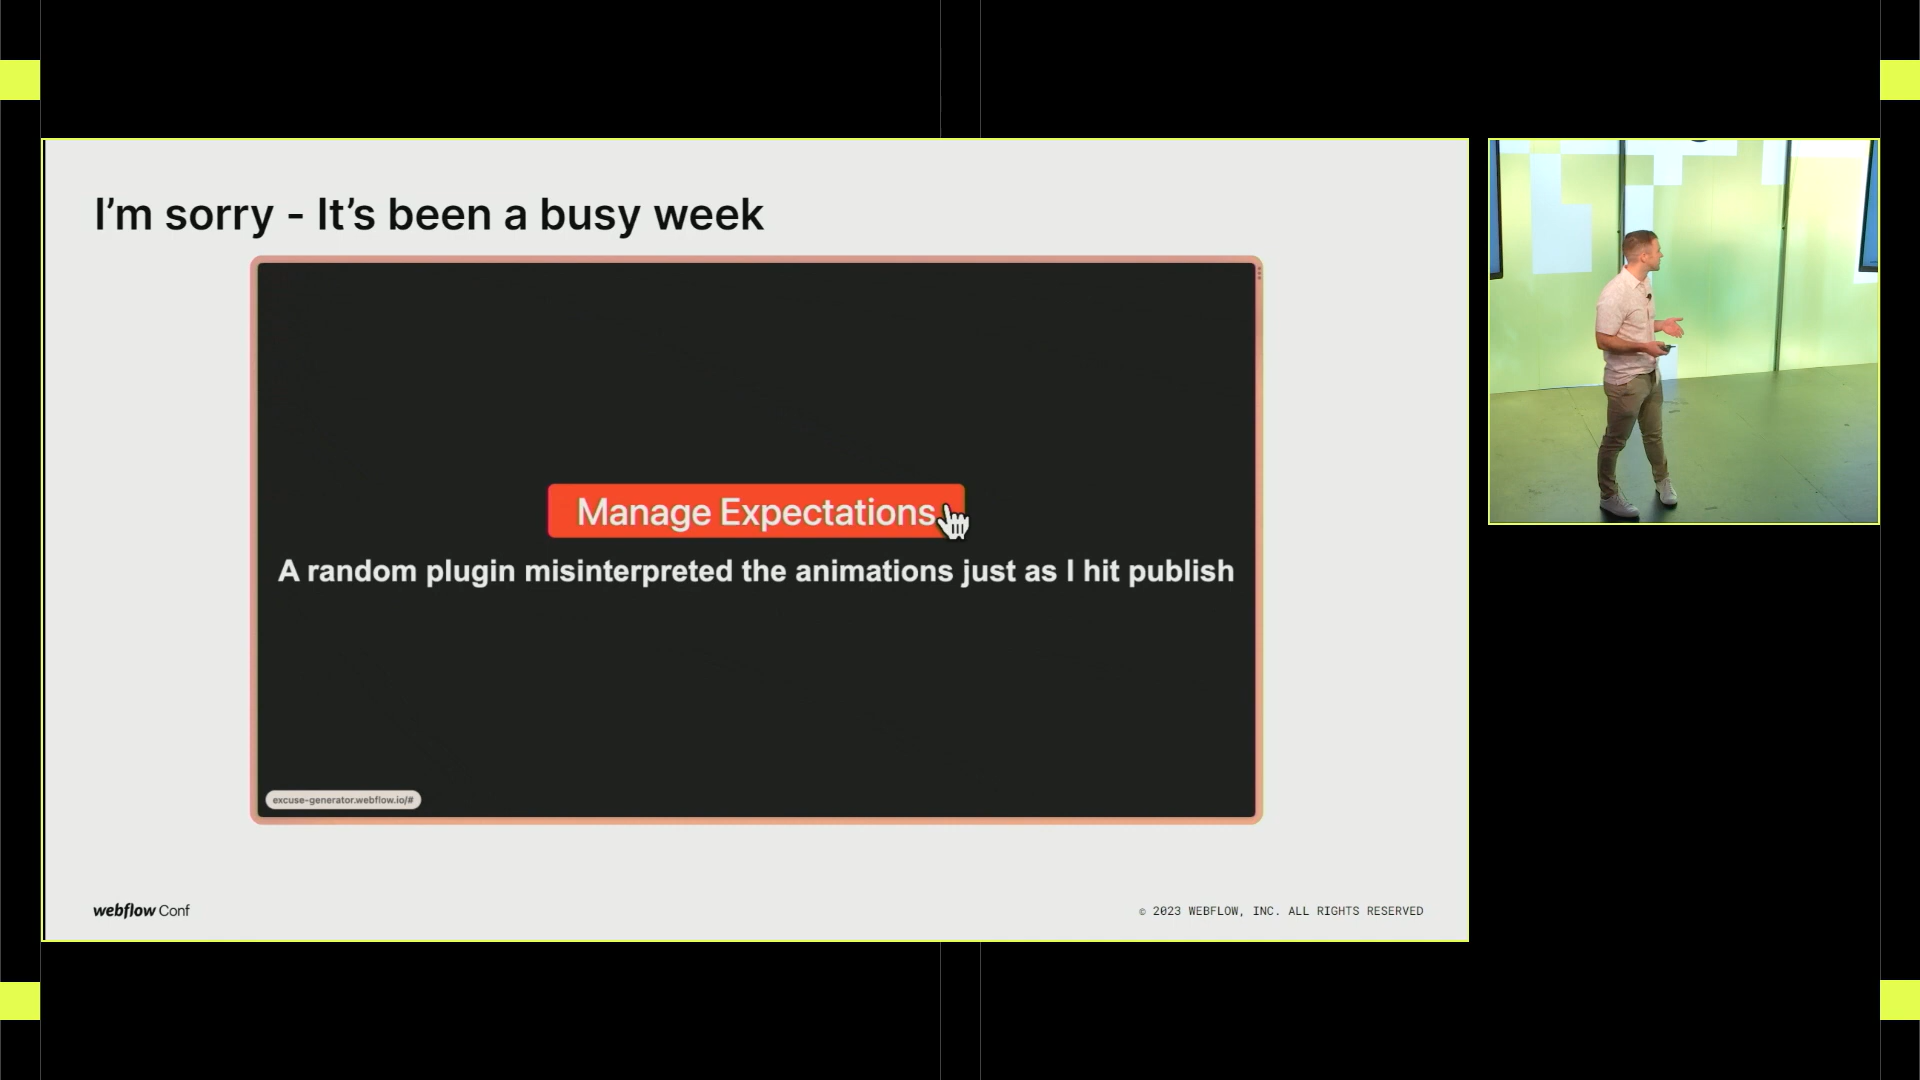 I’m sorry - It’s been a busy week
Manage Expectations
A random plugin misinterpreted the animations just as I hit publish
excuse-generator.webflow.io/#
webflow Conf
© 2023 WEBFLOW, INC. ALL RIGHTS RESERVED